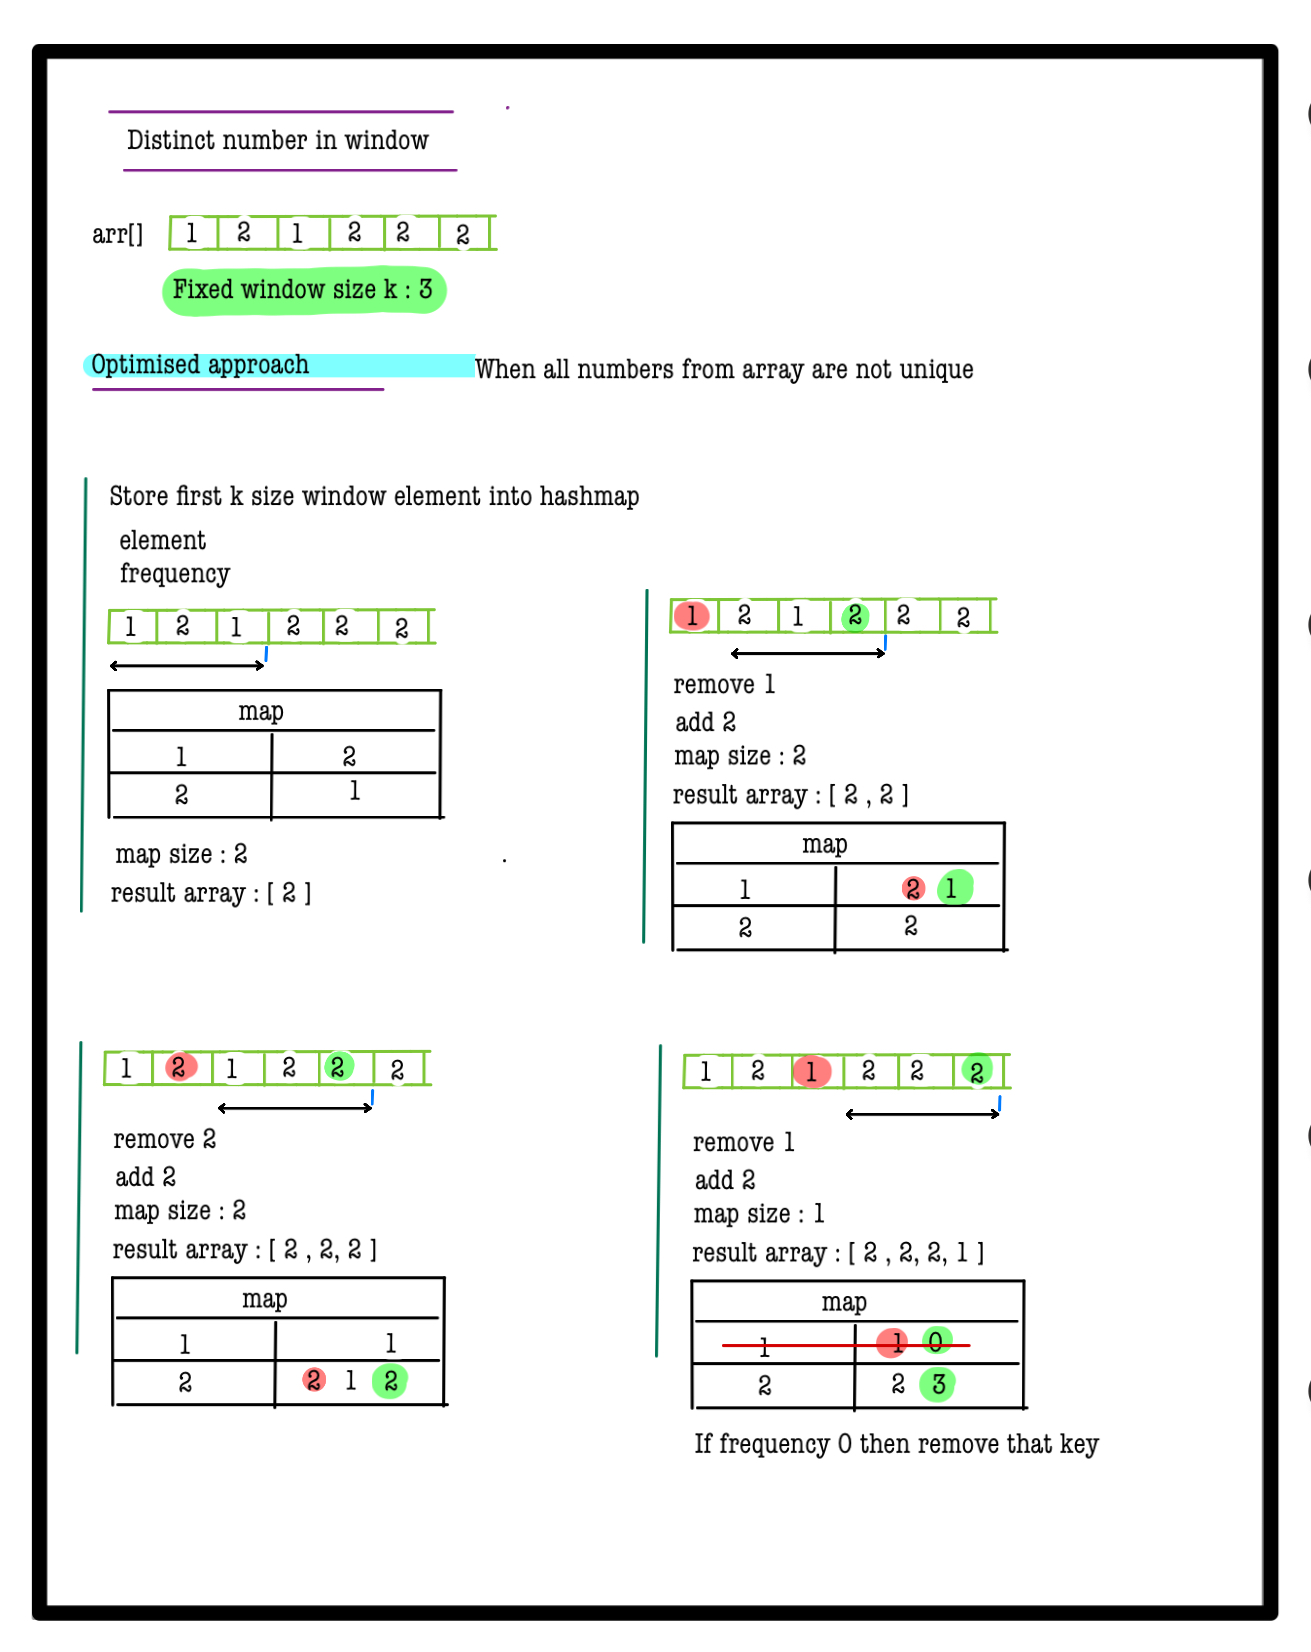 Distinct number in window
arr[] 1 2 1 2 2 2
Fixed window size k : 3
Optimised approach When all numbers from array are not unique
Store first k size window element into hashmap
element
frequency
1 2 1 2 2 2
map
1 2
2 1
map size : 2
result array : [ 2 ]
1 2 1 2 2 2
remove 1
add 2
map size : 2
result array : [ 2 , 2 ]
map
1 2 1
2 2
1 2 1 2 2 2
remove 2
add 2
map size : 2
result array : [ 2 , 2, 2 ]
map
1 1
2 2 1 2
1 2 1 2 2 2
remove 1
add 2
map size : 1
result array : [ 2 , 2, 2, 1 ]
map
1 1 0
2 2 3
If frequency 0 then remove that key